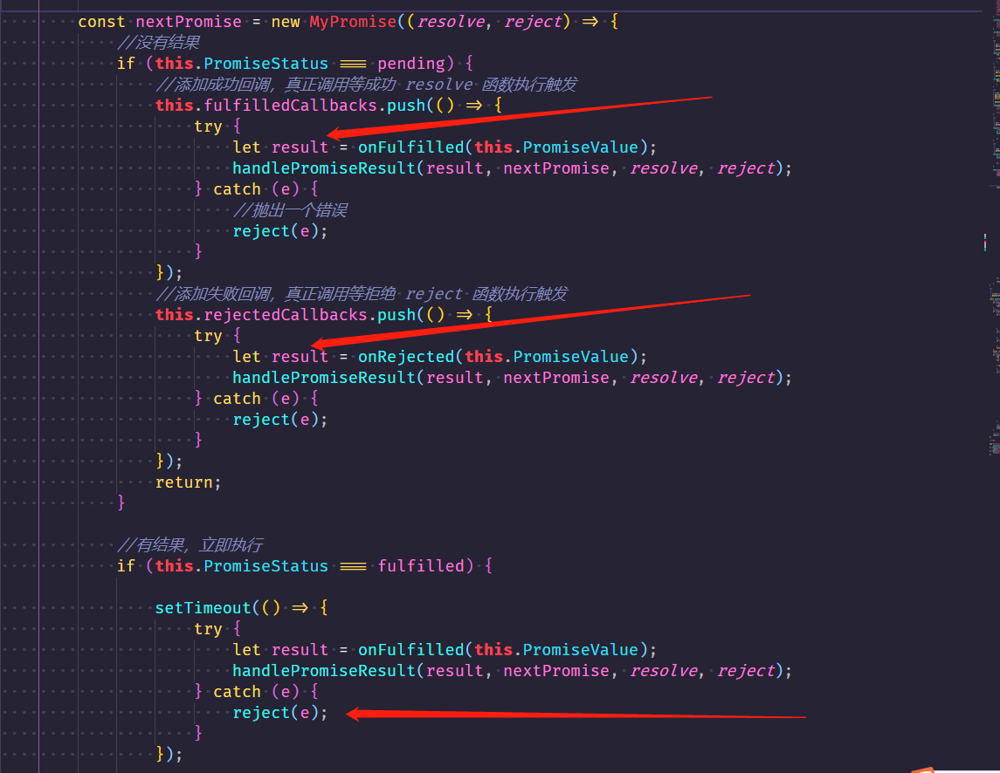 const nextPromise = new MyPromise((resolve, reject) => {
//没有结果
if (this.PromiseStatus === pending) {
//添加成功回调，真正调用等成功 resolve 函数执行触发
this.fulfilledCallbacks.push(() => {
try {
let result = onFulfilled(this.PromiseValue);
handlePromiseResult(result, nextPromise, resolve, reject);
} catch (e) {
//抛出一个错误
reject(e);
}
});
//添加失败回调，真正调用等拒绝 reject 函数执行触发
this.rejectedCallbacks.push(() => {
try {
let result = onRejected(this.PromiseValue);
handlePromiseResult(result, nextPromise, resolve, reject);
} catch (e) {
reject(e);
}
});
return;
}
//有结果，立即执行
if (this.PromiseStatus === fulfilled) {
setTimeout(() => {
try {
let result = onFulfilled(this.PromiseValue);
handlePromiseResult(result, nextPromise, resolve, reject);
} catch (e) {
reject(e);
}
});